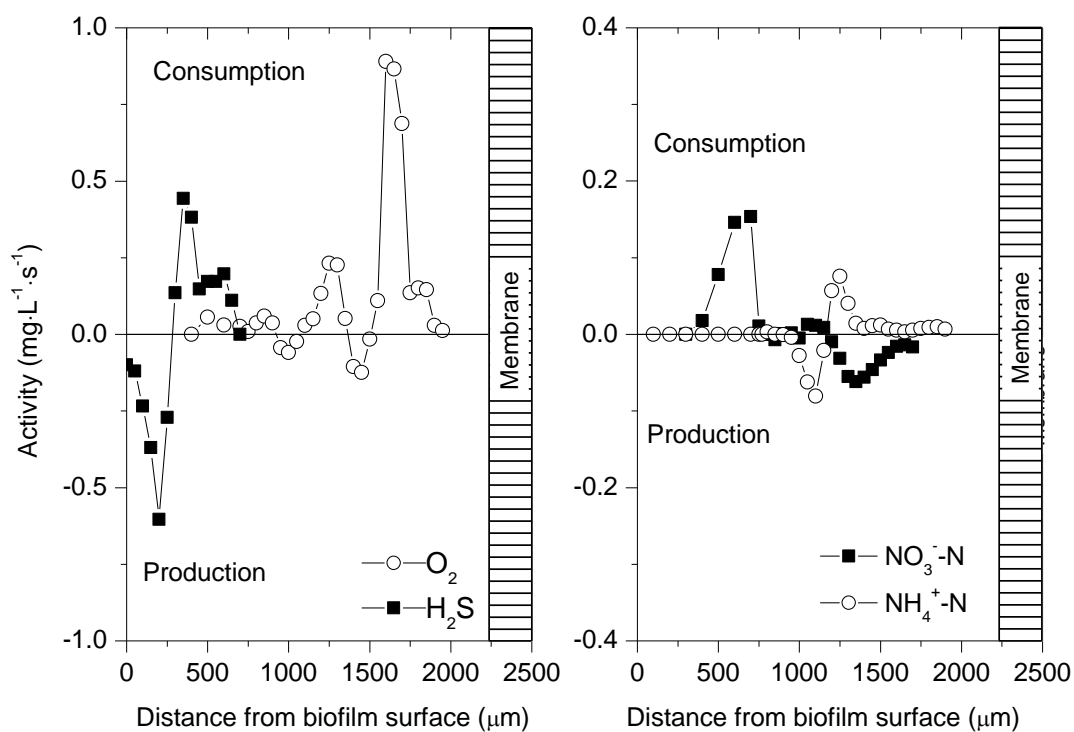 Activity (mg·L⁻¹·s⁻¹)
1.0
0.5
0.0
-0.5
-1.0
Consumption
Production
Membrane
O₂
H₂S
0 500 1000 1500 2000 2500
Distance from biofilm surface (μm)
0.4
0.2
0.0
-0.2
-0.4
Consumption
Production
Membrane
NO₃⁻-N
NH₄⁺-N
0 500 1000 1500 2000 2500
Distance from biofilm surface (μm)